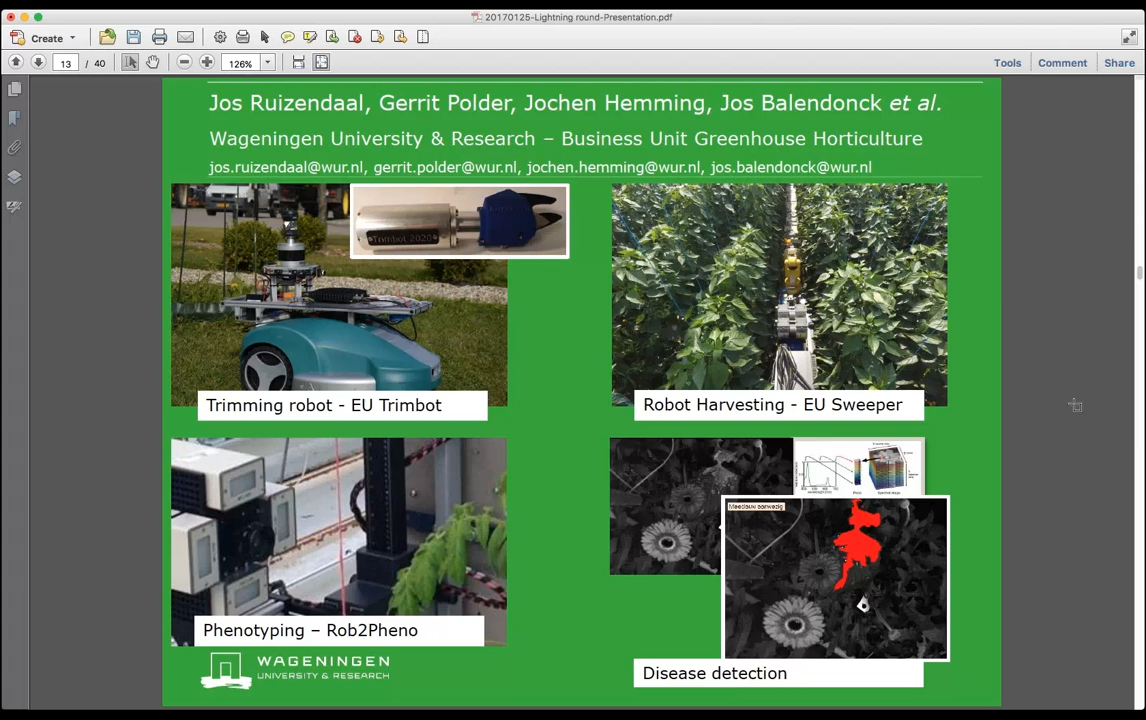 20170125-Lightning round-Presentation.pdf
Create
13 / 40
126%
Tools Comment Share
Jos Ruizendaal, Gerrit Polder, Jochen Hemming, Jos Balendonck et al.
Wageningen University & Research – Business Unit Greenhouse Horticulture
jos.ruizendaal@wur.nl, gerrit.polder@wur.nl, jochen.hemming@wur.nl, jos.balendonck@wur.nl
Trimbot 2020
Trimming robot - EU Trimbot
Robot Harvesting - EU Sweeper
Meeldauw aanwezig
Phenotyping – Rob2Pheno
Disease detection
WAGENINGEN
UNIVERSITY & RESEARCH